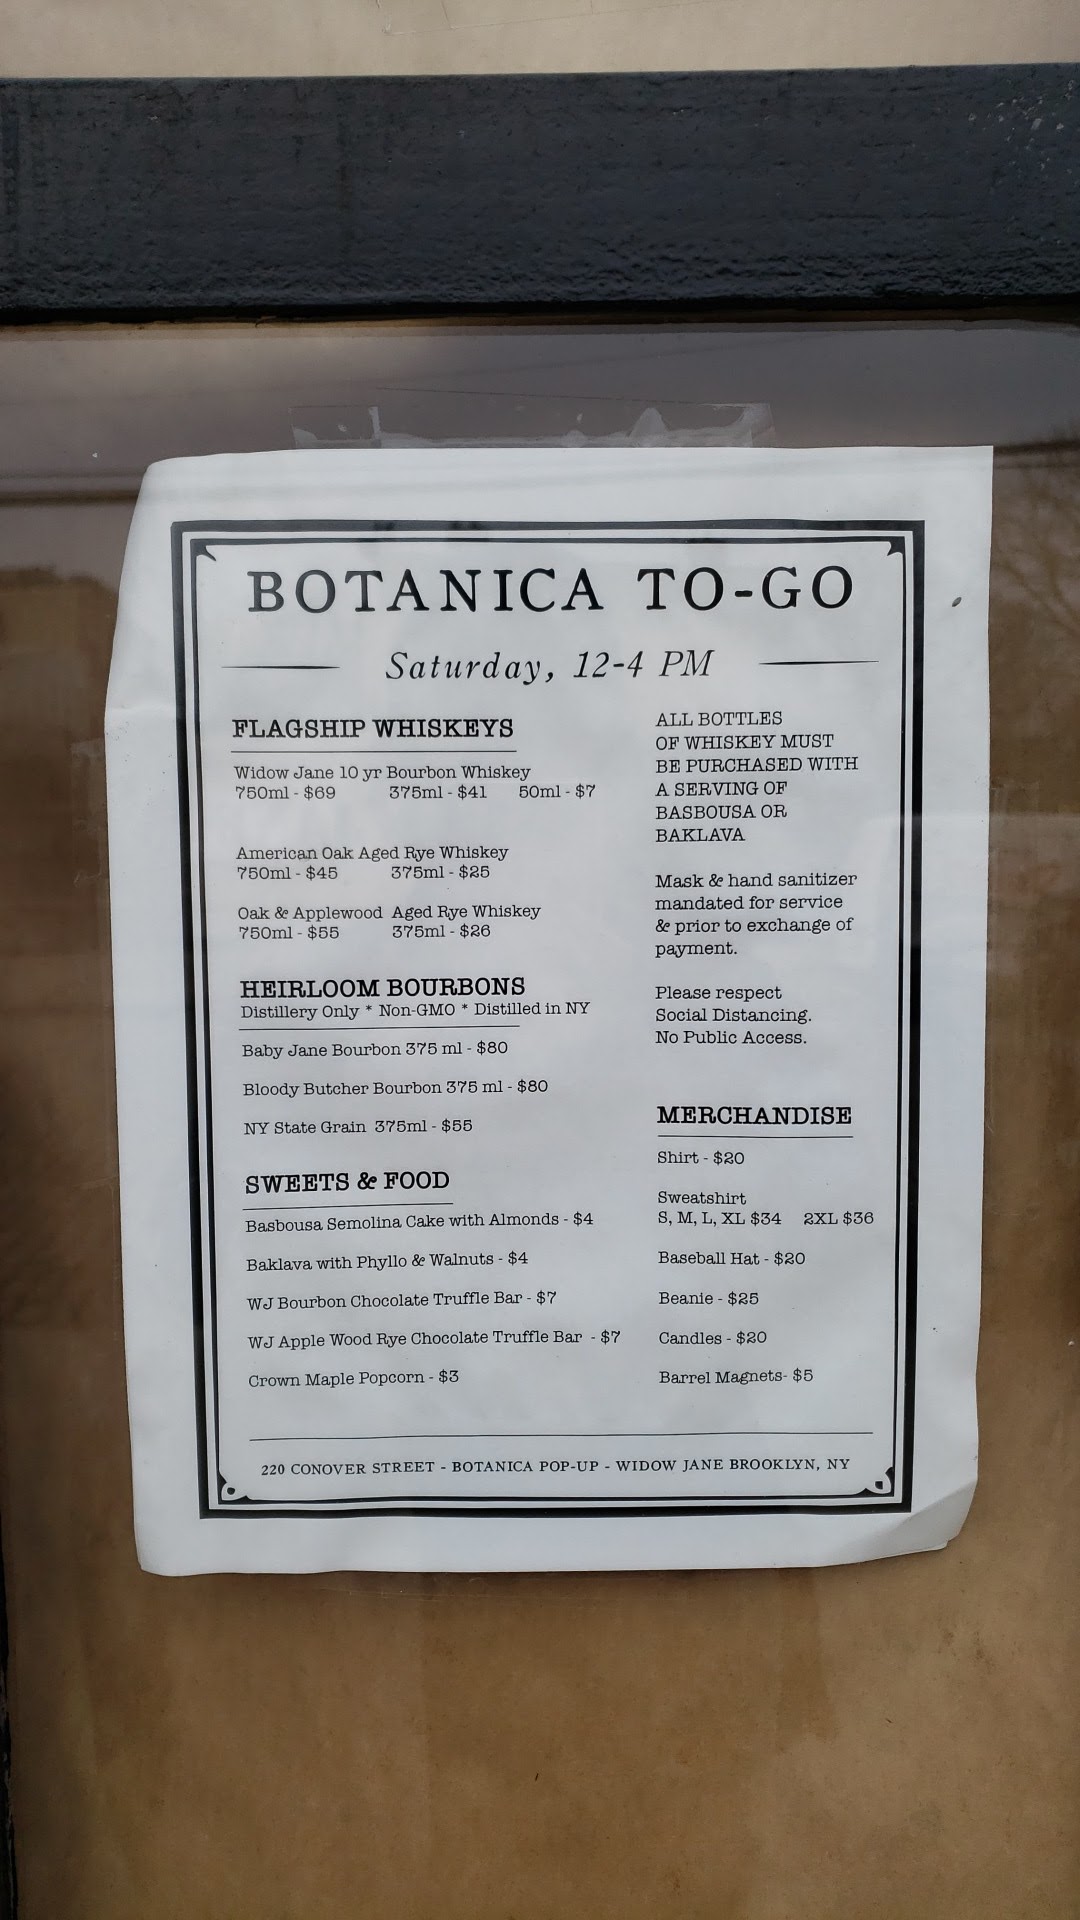 BOTANICA TO-GO
Saturday, 12-4 PM
FLAGSHIP WHISKEYS
Widow Jane 10 yr Bourbon Whiskey
750ml - $69 375ml - $41 50ml - $7
American Oak Aged Rye Whiskey
750ml - $45 375ml - $25
Oak & Applewood Aged Rye Whiskey
750ml - $55 375ml - $26
HEIRLOOM BOURBONS
Distillery Only * Non-GMO * Distilled in NY
Baby Jane Bourbon 375 ml - $80
Bloody Butcher Bourbon 375 ml - $80
NY State Grain 375ml - $55
SWEETS & FOOD
Basbousa Semolina Cake with Almonds - $4
Baklava with Phyllo & Walnuts - $4
WJ Bourbon Chocolate Truffle Bar - $7
WJ Apple Wood Rye Chocolate Truffle Bar - $7
Crown Maple Popcorn - $3
ALL BOTTLES
OF WHISKEY MUST
BE PURCHASED WITH
A SERVING OF
BASBOUSA OR
BAKLAVA
Mask & hand sanitizer
mandated for service
& prior to exchange of
payment.
Please respect
Social Distancing.
No Public Access.
MERCHANDISE
Shirt - $20
Sweatshirt
S, M, L, XL $34 2XL $36
Baseball Hat - $20
Beanie - $25
Candles - $20
Barrel Magnets- $5
220 CONOVER STREET - BOTANICA POP-UP - WIDOW JANE BROOKLYN, NY